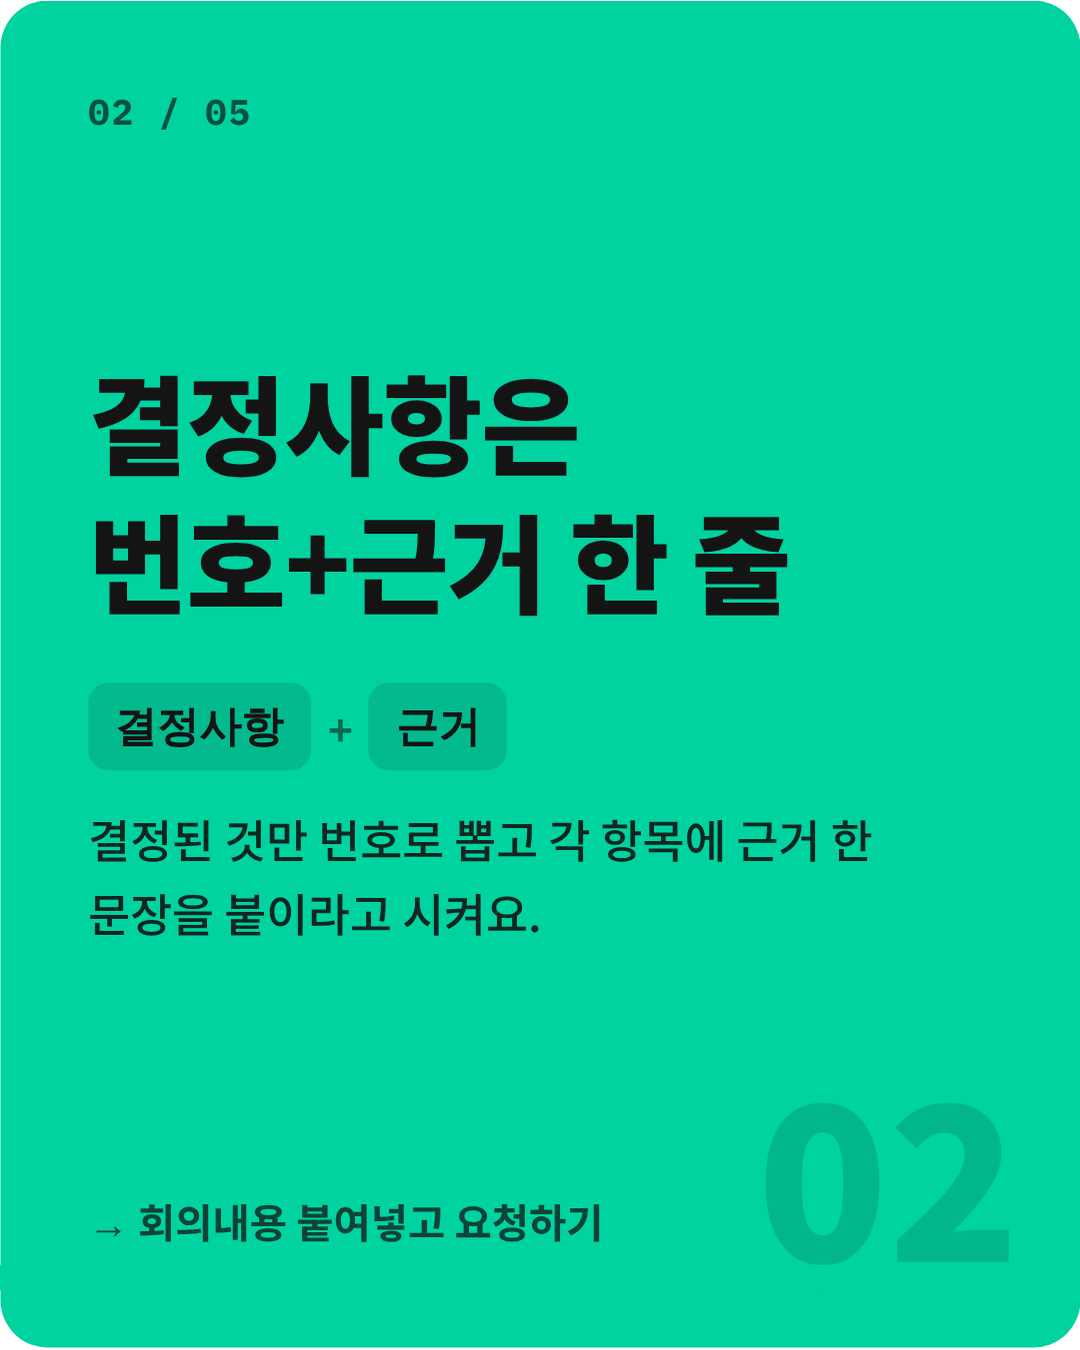 02 / 05
결정사항은
번호+근거 한 줄
결정사항 + 근거
결정된 것만 번호로 뽑고 각 항목에 근거 한
문장을 붙이라고 시켜요.
→ 회의내용 붙여넣고 요청하기
02